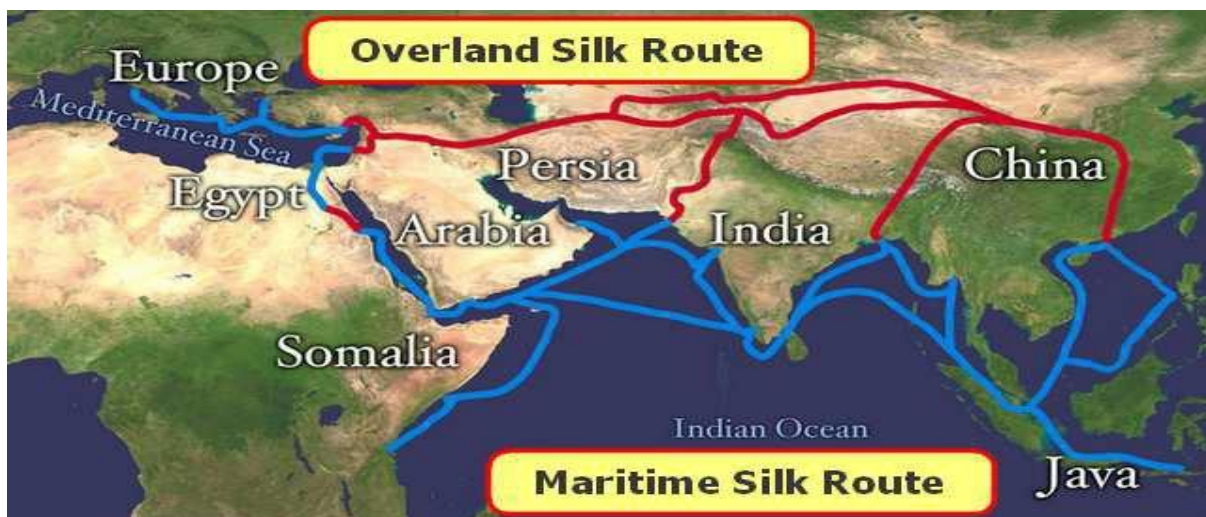 Overland Silk Route
Europe
Mediterranean Sea
Persia
China
Egypt
Arabia
India
Somalia
Indian Ocean
Maritime Silk Route
Java